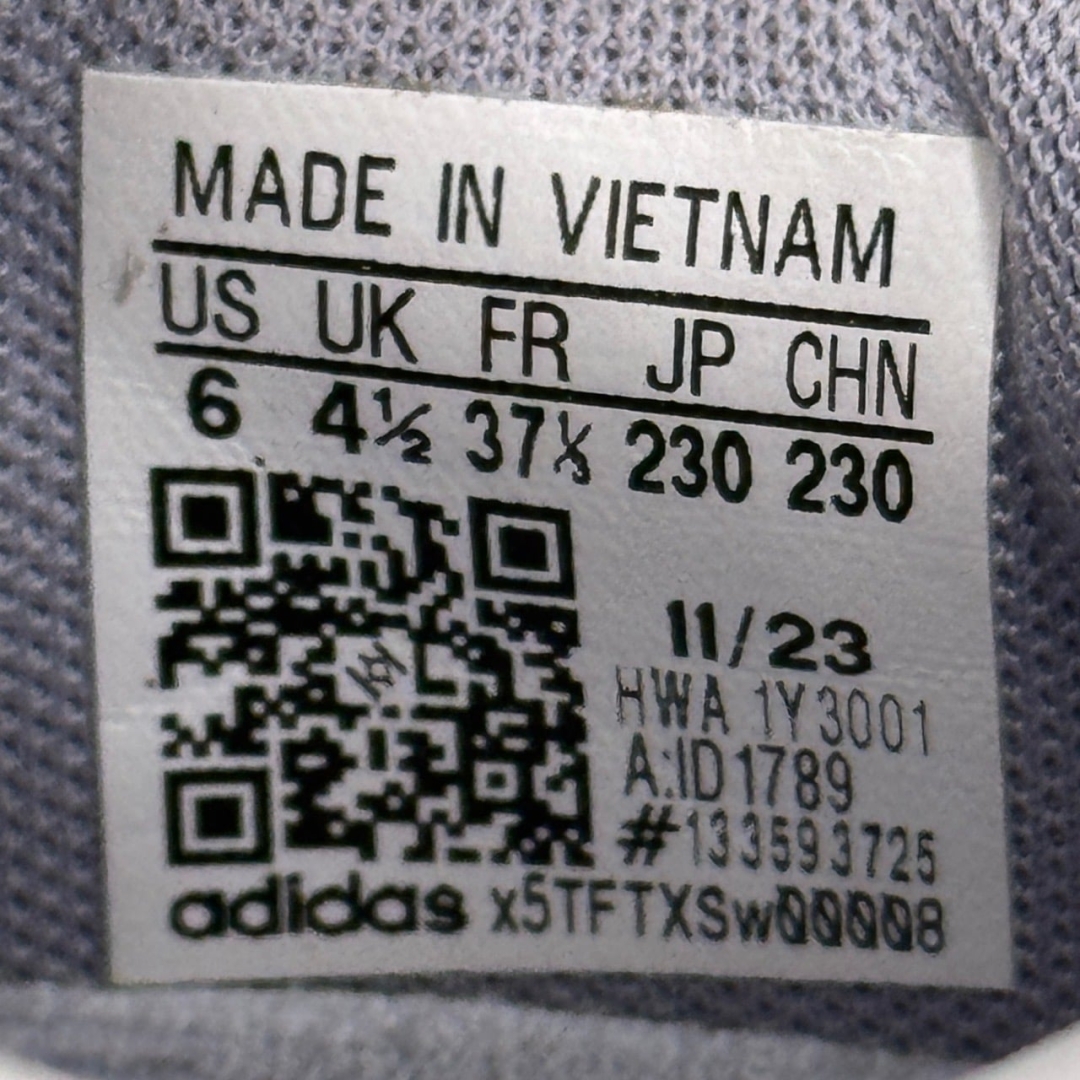 MADE IN VIETNAM
US UK FR JP CHN
6 4½ 37⅓ 230 230
11/23
HWA 1Y3001
A:ID1789
#133593725
adidas x5TFTXSw00008